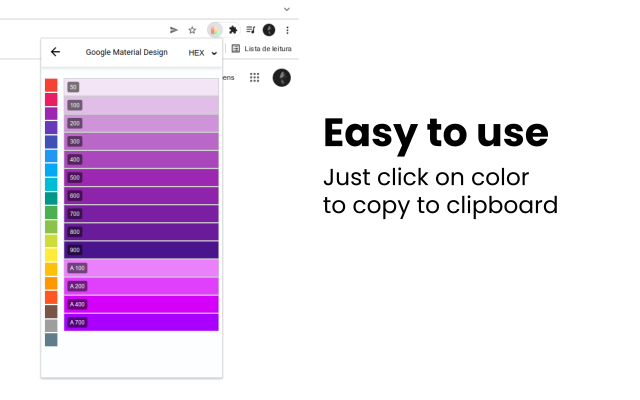 Google Material Design
HEX
Lista de leitura
ens
50
100
200
300
400
500
600
700
800
900
A 100
A 200
A 400
A 700
Easy to use
Just click on color
to copy to clipboard